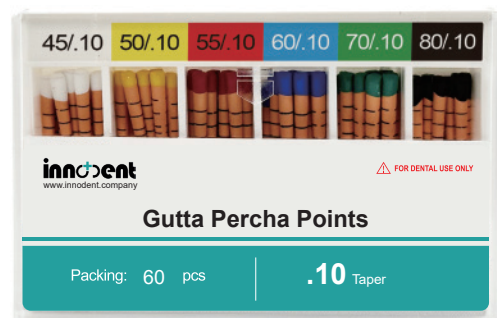 45/.10 50/.10 55/.10 60/.10 70/.10 80/.10
innodent
www.innodent.company
FOR DENTAL USE ONLY
Gutta Percha Points
Packing: 60 pcs
.10 Taper